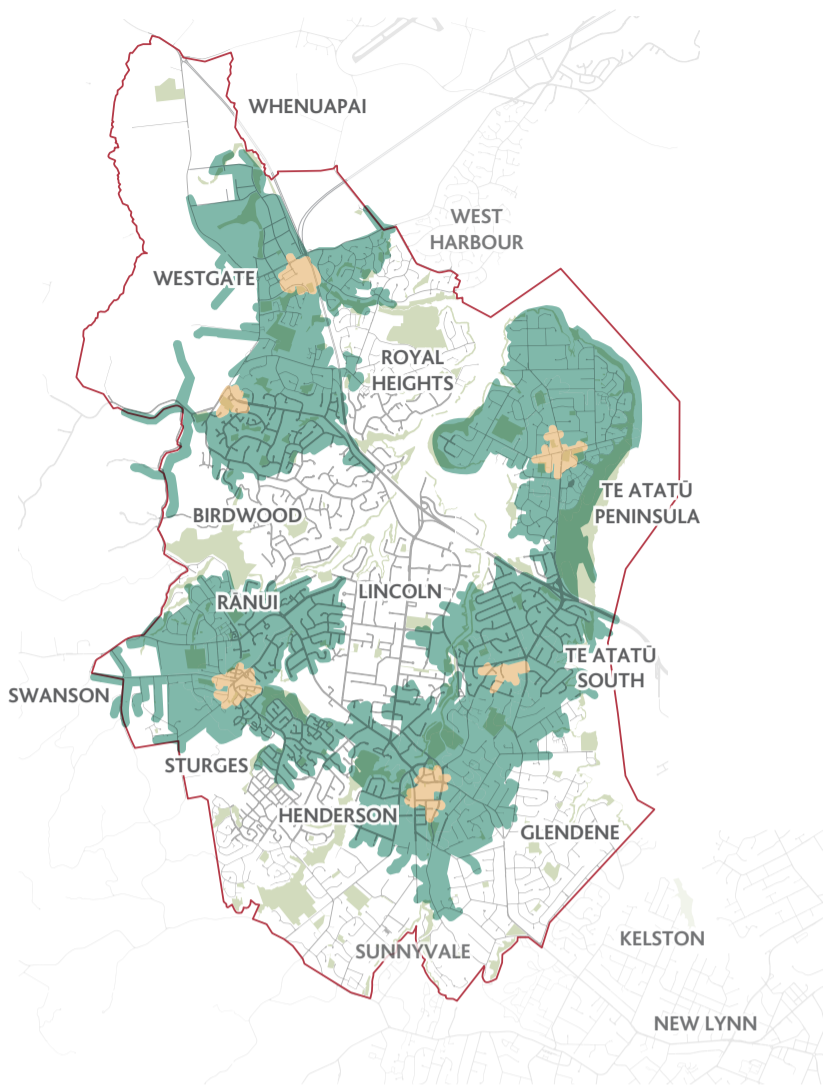 WHENUAPAI
WEST
HARBOUR
WESTGATE
ROYAL
HEIGHTS
TE ATATŪ
PENINSULA
BIRDWOOD
LINCOLN
RĀNUI
TE ATATŪ
SOUTH
SWANSON
STURGES
HENDERSON
GLENDENE
KELSTON
SUNNYVALE
NEW LYNN